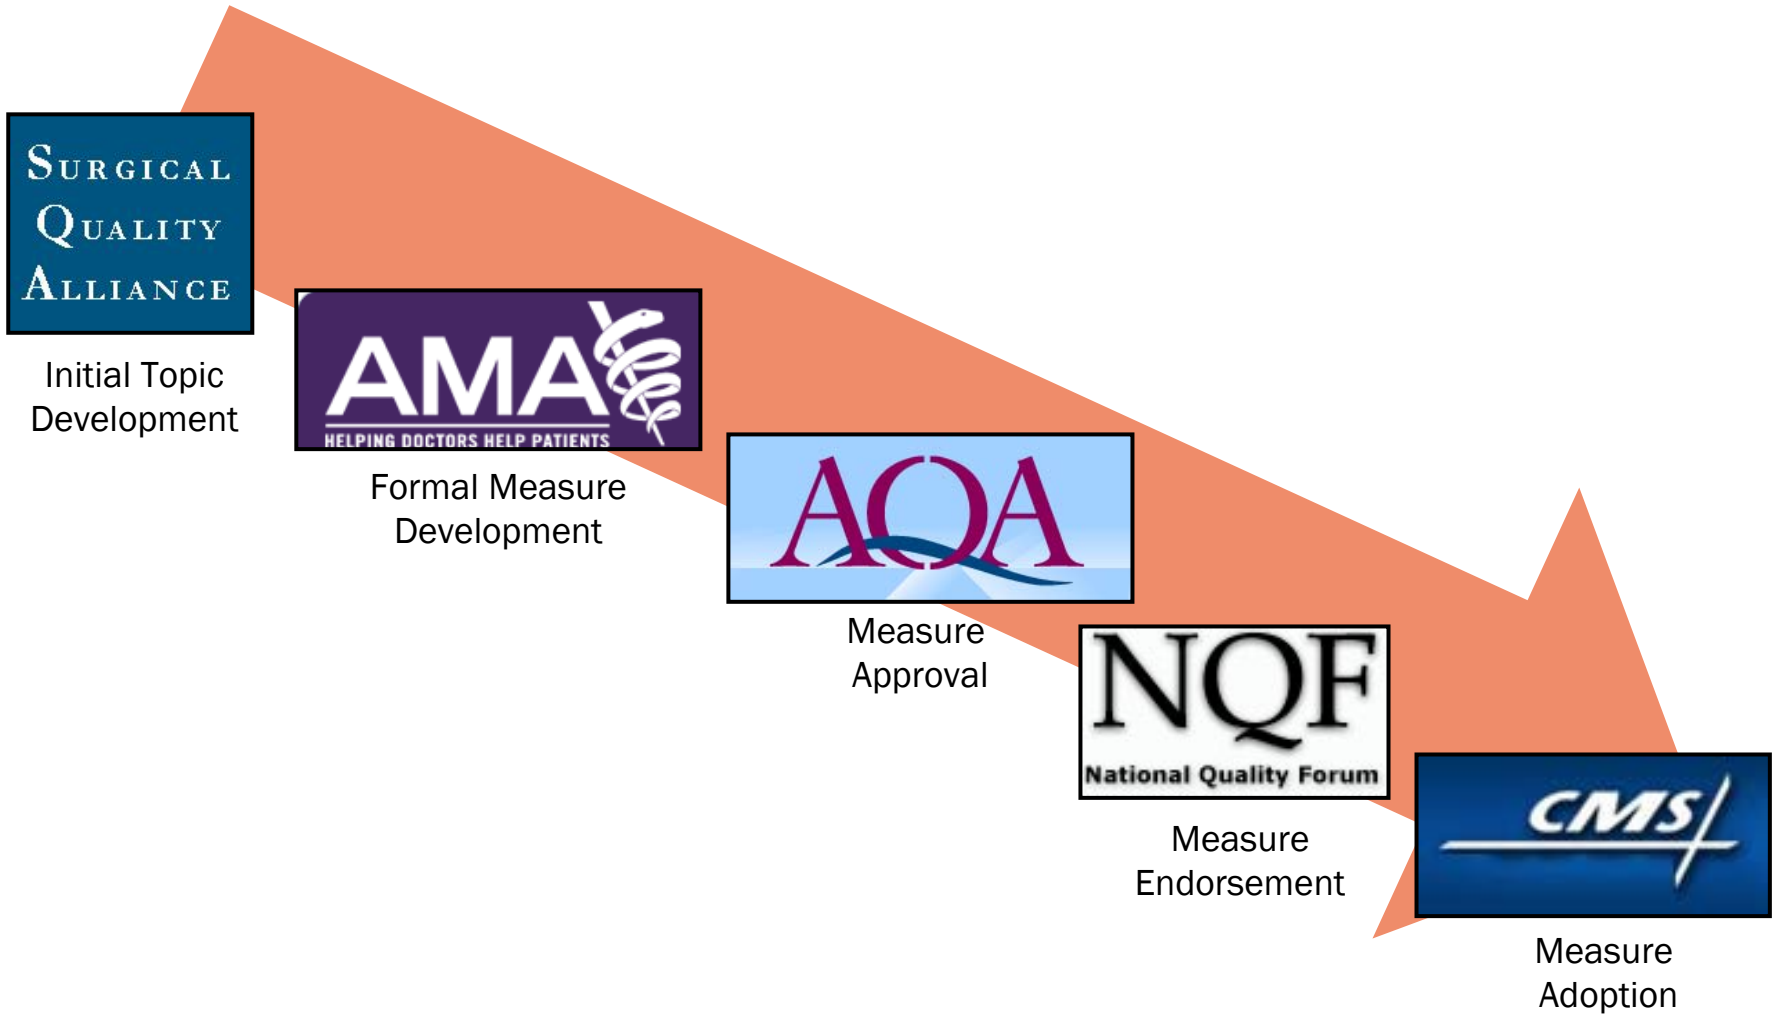 SURGICAL
QUALITY
ALLIANCE
Initial Topic
Development
AMA
HELPING DOCTORS HELP PATIENTS
Formal Measure
Development
AQA
Measure
Approval
NQF
National Quality Forum
Measure
Endorsement
CMS
Measure
Adoption